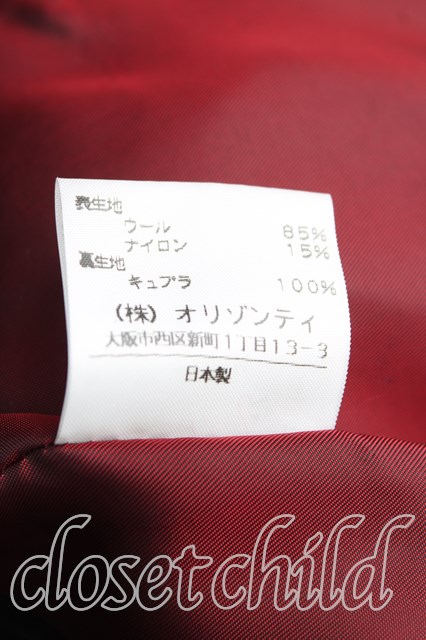 表生地
ウール 85%
ナイロン 15%
裏生地
キュプラ 100%
(株) オリゾンティ
大阪市西区新町1丁目13-3
日本製
closet child